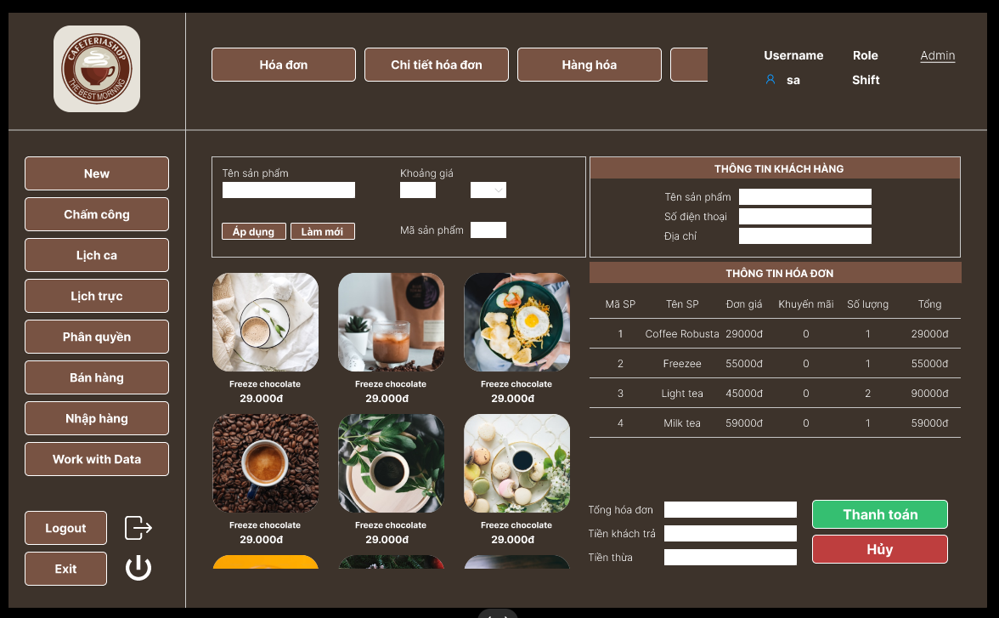 CAFETERIASHOP
THE BEST MORNING
Hóa đơn
Chi tiết hóa đơn
Hàng hóa
Username
Role
Admin
sa
Shift
New
Chấm công
Lịch ca
Lịch trực
Phân quyền
Bán hàng
Nhập hàng
Work with Data
Logout
Exit
Tên sản phẩm
Khoảng giá
Áp dụng
Làm mới
Mã sản phẩm
Freeze chocolate
29.000đ
Freeze chocolate
29.000đ
Freeze chocolate
29.000đ
Freeze chocolate
29.000đ
Freeze chocolate
29.000đ
Freeze chocolate
29.000đ
THÔNG TIN KHÁCH HÀNG
Tên sản phẩm
Số điện thoại
Địa chỉ
THÔNG TIN HÓA ĐƠN
Mã SP Tên SP Đơn giá Khuyến mãi Số lượng Tổng
1 Coffee Robusta 29000đ 0 1 29000đ
2 Freezee 55000đ 0 1 55000đ
3 Light tea 45000đ 0 2 90000đ
4 Milk tea 59000đ 0 1 59000đ
Tổng hóa đơn
Tiền khách trả
Tiền thừa
Thanh toán
Hủy